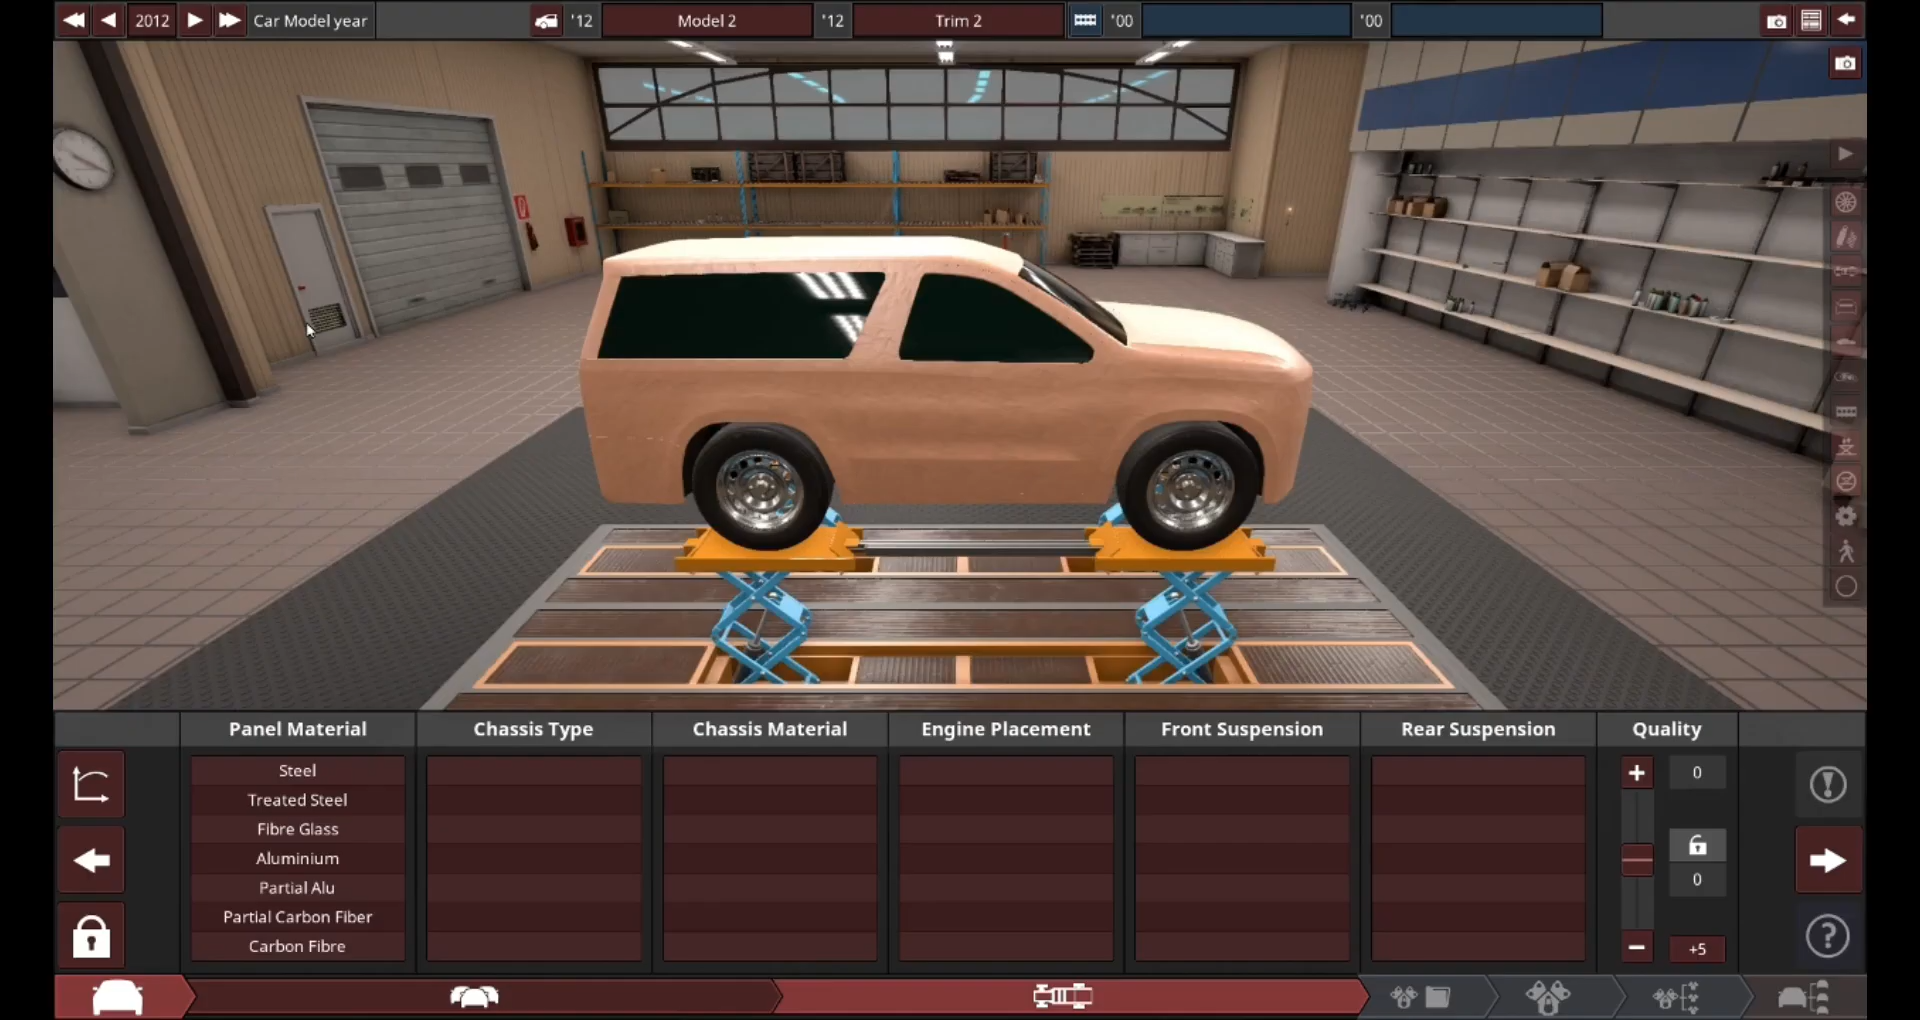 2012
Car Model year
'12
Model 2
'12
Trim 2
'00
'00
Panel Material
Chassis Type
Chassis Material
Engine Placement
Front Suspension
Rear Suspension
Quality
Steel
Treated Steel
Fibre Glass
Aluminium
Partial Alu
Partial Carbon Fiber
Carbon Fibre
+
0
0
−
+5
?